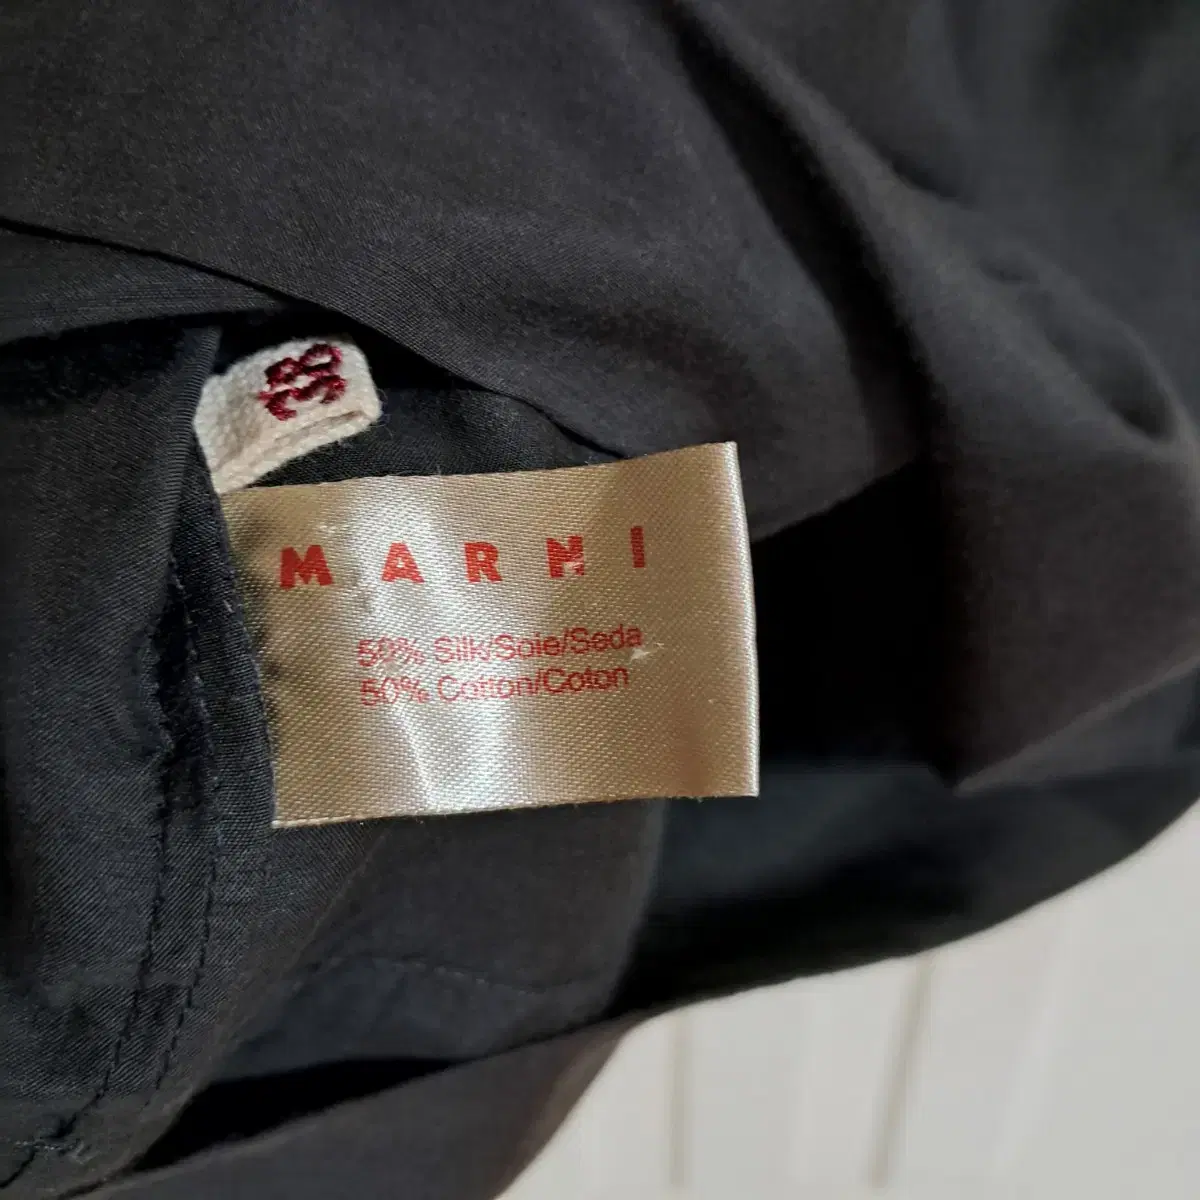 38
MARNI
50% Silk/Soie/Seda
50% Cotton/Coton